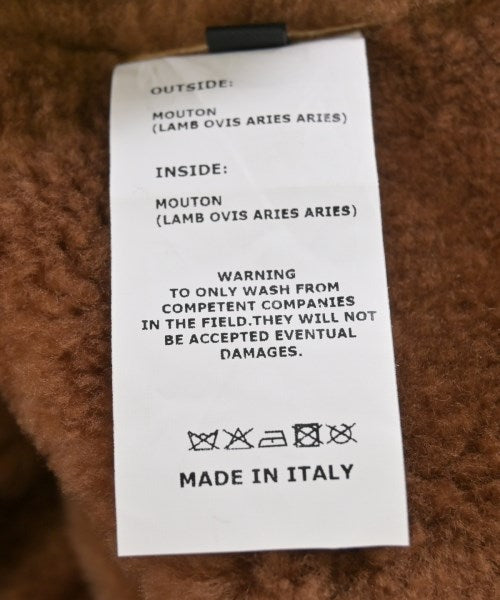 OUTSIDE:
MOUTON
(LAMB OVIS ARIES ARIES)
INSIDE:
MOUTON
(LAMB OVIS ARIES ARIES)
WARNING
TO ONLY WASH FROM
COMPETENT COMPANIES
IN THE FIELD.THEY WILL NOT
BE ACCEPTED EVENTUAL
DAMAGES.
MADE IN ITALY